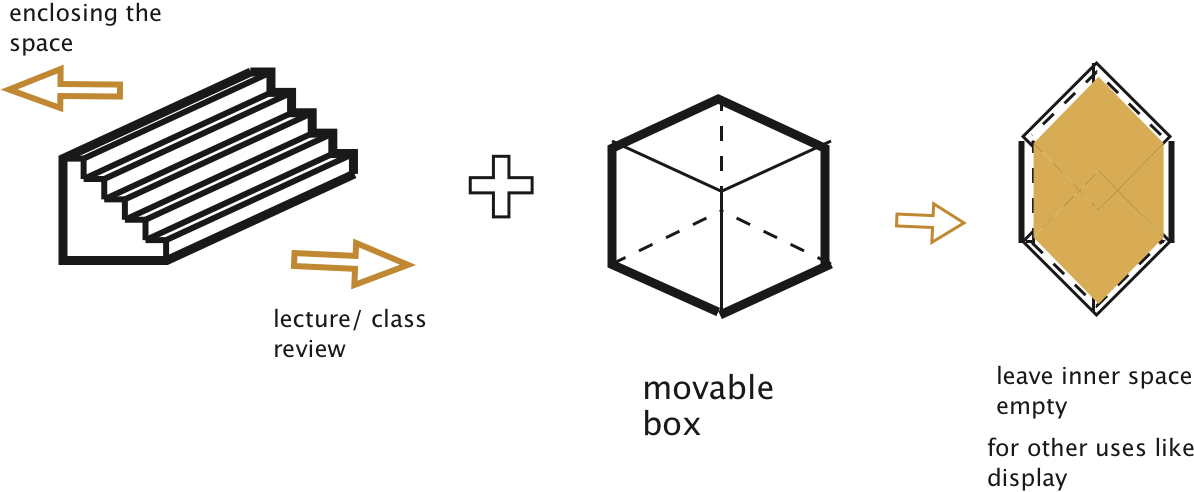 enclosing the
space
lecture/ class
review
movable
box
leave inner space
empty
for other uses like
display